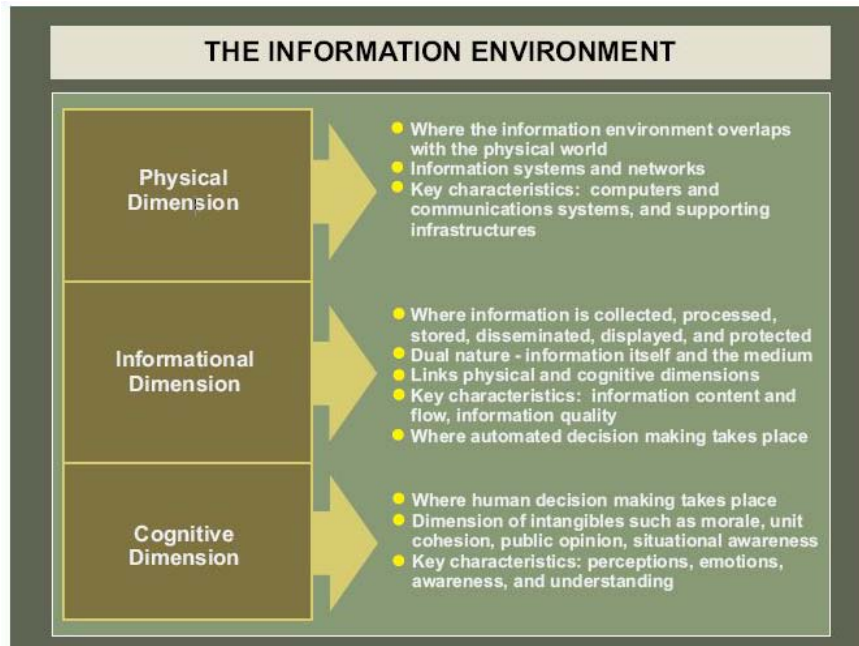 THE INFORMATION ENVIRONMENT
Physical
Dimension
Where the information environment overlaps
with the physical world
Information systems and networks
Key characteristics: computers and
communications systems, and supporting
infrastructures
Informational
Dimension
Where information is collected, processed,
stored, disseminated, displayed, and protected
Dual nature - information itself and the medium
Links physical and cognitive dimensions
Key characteristics: information content and
flow, information quality
Where automated decision making takes place
Cognitive
Dimension
Where human decision making takes place
Dimension of intangibles such as morale, unit
cohesion, public opinion, situational awareness
Key characteristics: perceptions, emotions,
awareness, and understanding